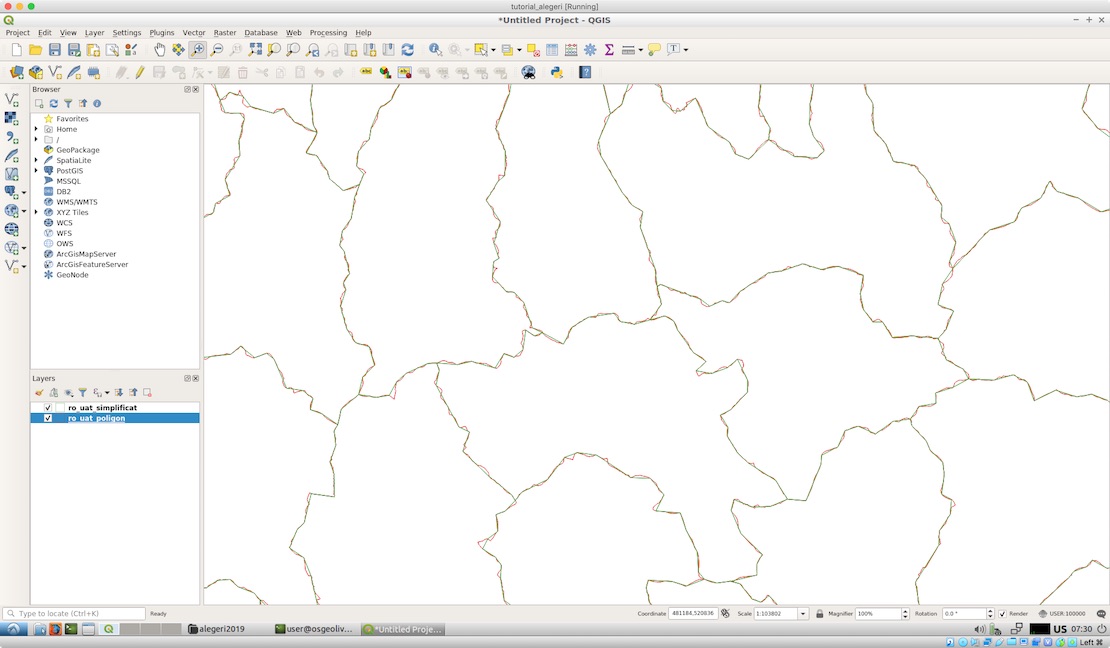 tutorial_alegeri [Running]
*Untitled Project - QGIS
Project Edit View Layer Settings Plugins Vector Raster Database Web Processing Help
Browser
Favorites
Home
/
GeoPackage
SpatiaLite
PostGIS
MSSQL
DB2
WMS/WMTS
XYZ Tiles
WCS
WFS
OWS
ArcGisMapServer
ArcGisFeatureServer
GeoNode
Layers
ro_uat_simplificat
ro_uat_poligon
Type to locate (Ctrl+K) Ready Coordinate 481184,520836 Scale 1:103802 Magnifier 100% Rotation 0.0 ° Render USER:100000
alegeri2019 user@osgeoliv... *Untitled Proje... US 07:30
Left ⌘